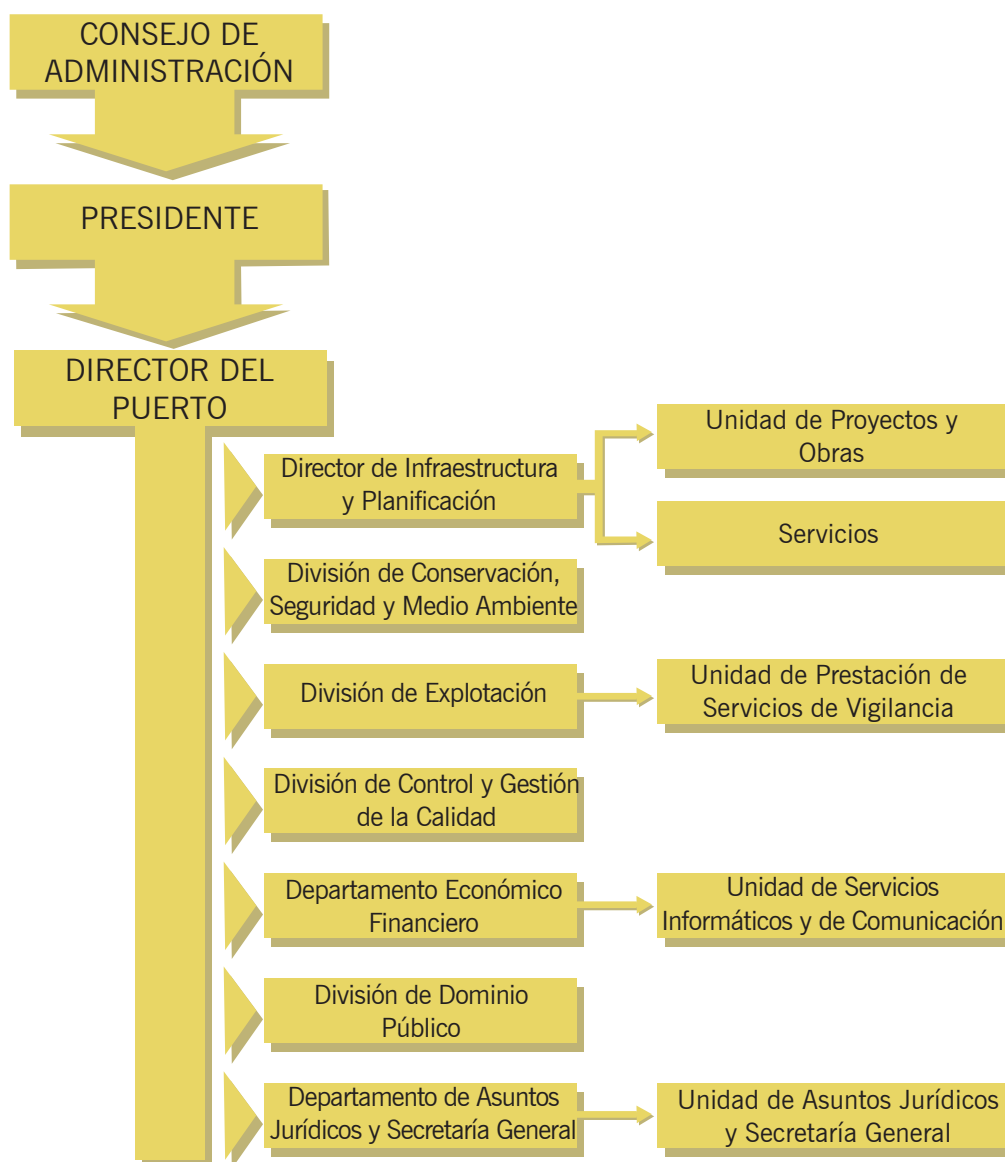 CONSEJO DE
ADMINISTRACIÓN
PRESIDENTE
DIRECTOR DEL
PUERTO
Director de Infraestructura
y Planificación
Unidad de Proyectos y
Obras
Servicios
División de Conservación,
Seguridad y Medio Ambiente
División de Explotación
Unidad de Prestación de
Servicios de Vigilancia
División de Control y Gestión
de la Calidad
Departamento Económico
Financiero
Unidad de Servicios
Informáticos y de Comunicación
División de Dominio
Público
Departamento de Asuntos
Jurídicos y Secretaría General
Unidad de Asuntos Jurídicos
y Secretaría General